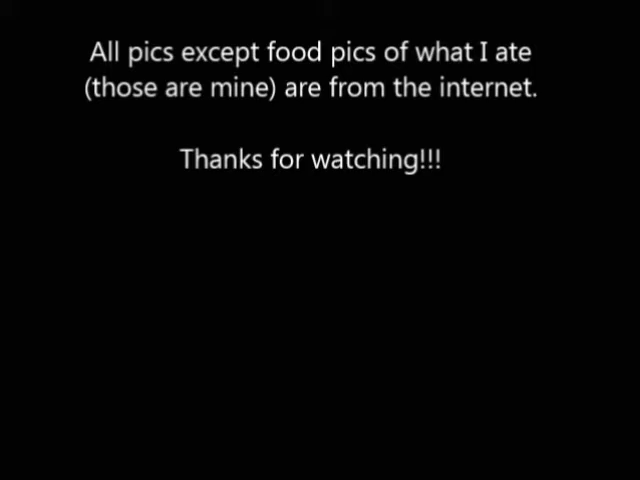 All pics except food pics of what I ate
(those are mine) are from the internet.
Thanks for watching!!!